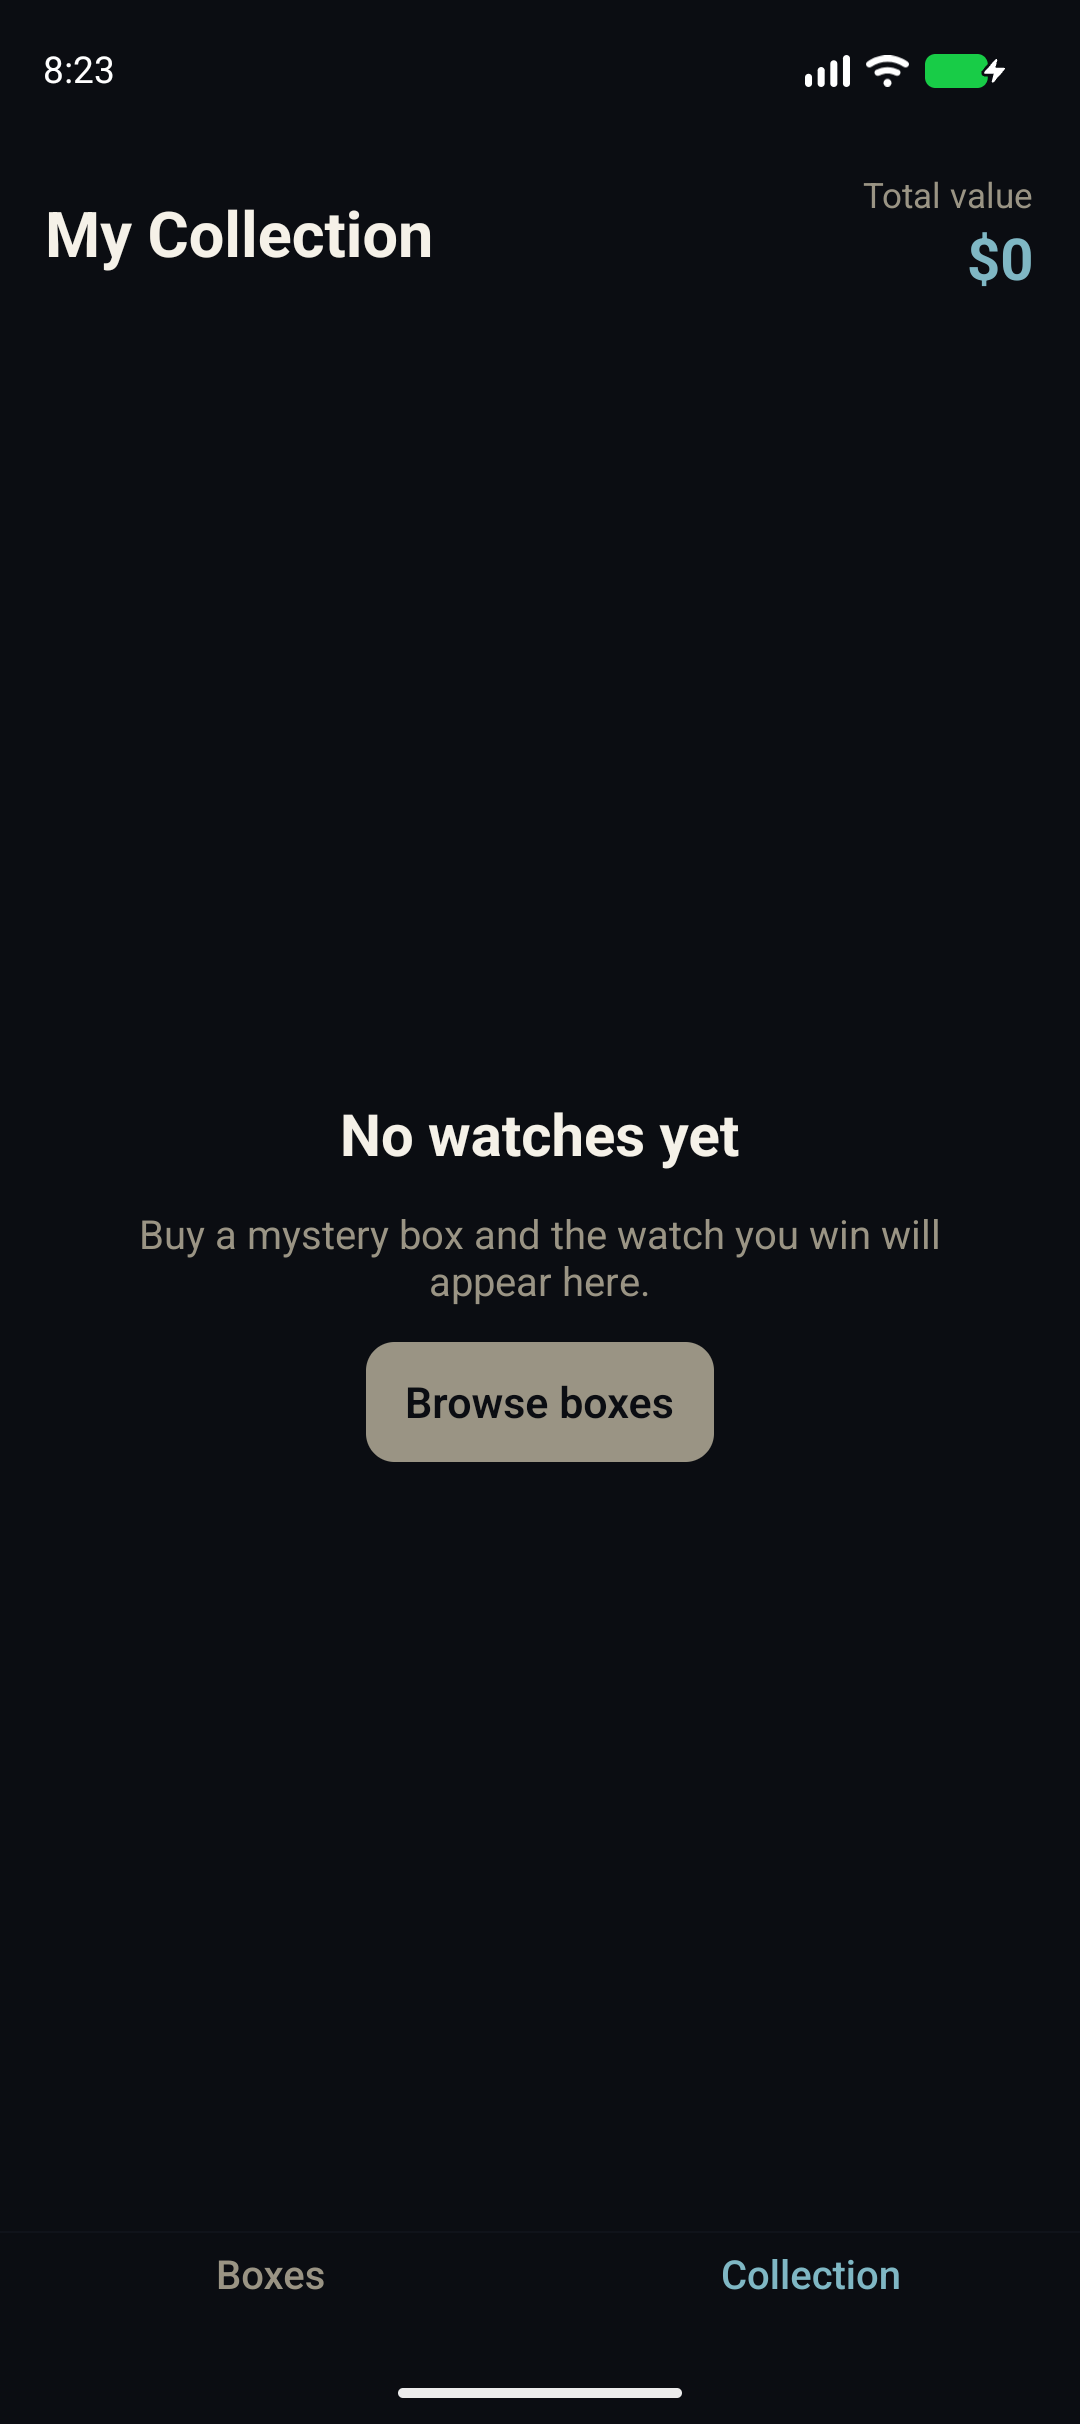 8:23
My Collection
Total value
$0
No watches yet
Buy a mystery box and the watch you win will
appear here.
Browse boxes
Boxes
Collection